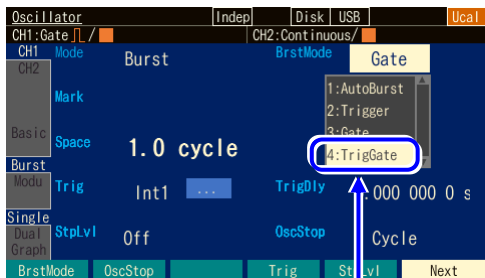 Oscillator Indep Disk USB Ucal
CH1:Gate / CH2:Continuous/
CH1 Mode Burst BrstMode Gate
CH2
1:AutoBurst
Mark
2:Trigger
Basic 3:Gate
Space 1.0 cycle
4:TrigGate
Burst
Modu Trig Int1 ... TrigDly :000 000 0 s
Single
Dual StpLvl Off OscStop Cycle
Graph
BrstMode OscStop Trig StpLvl Next